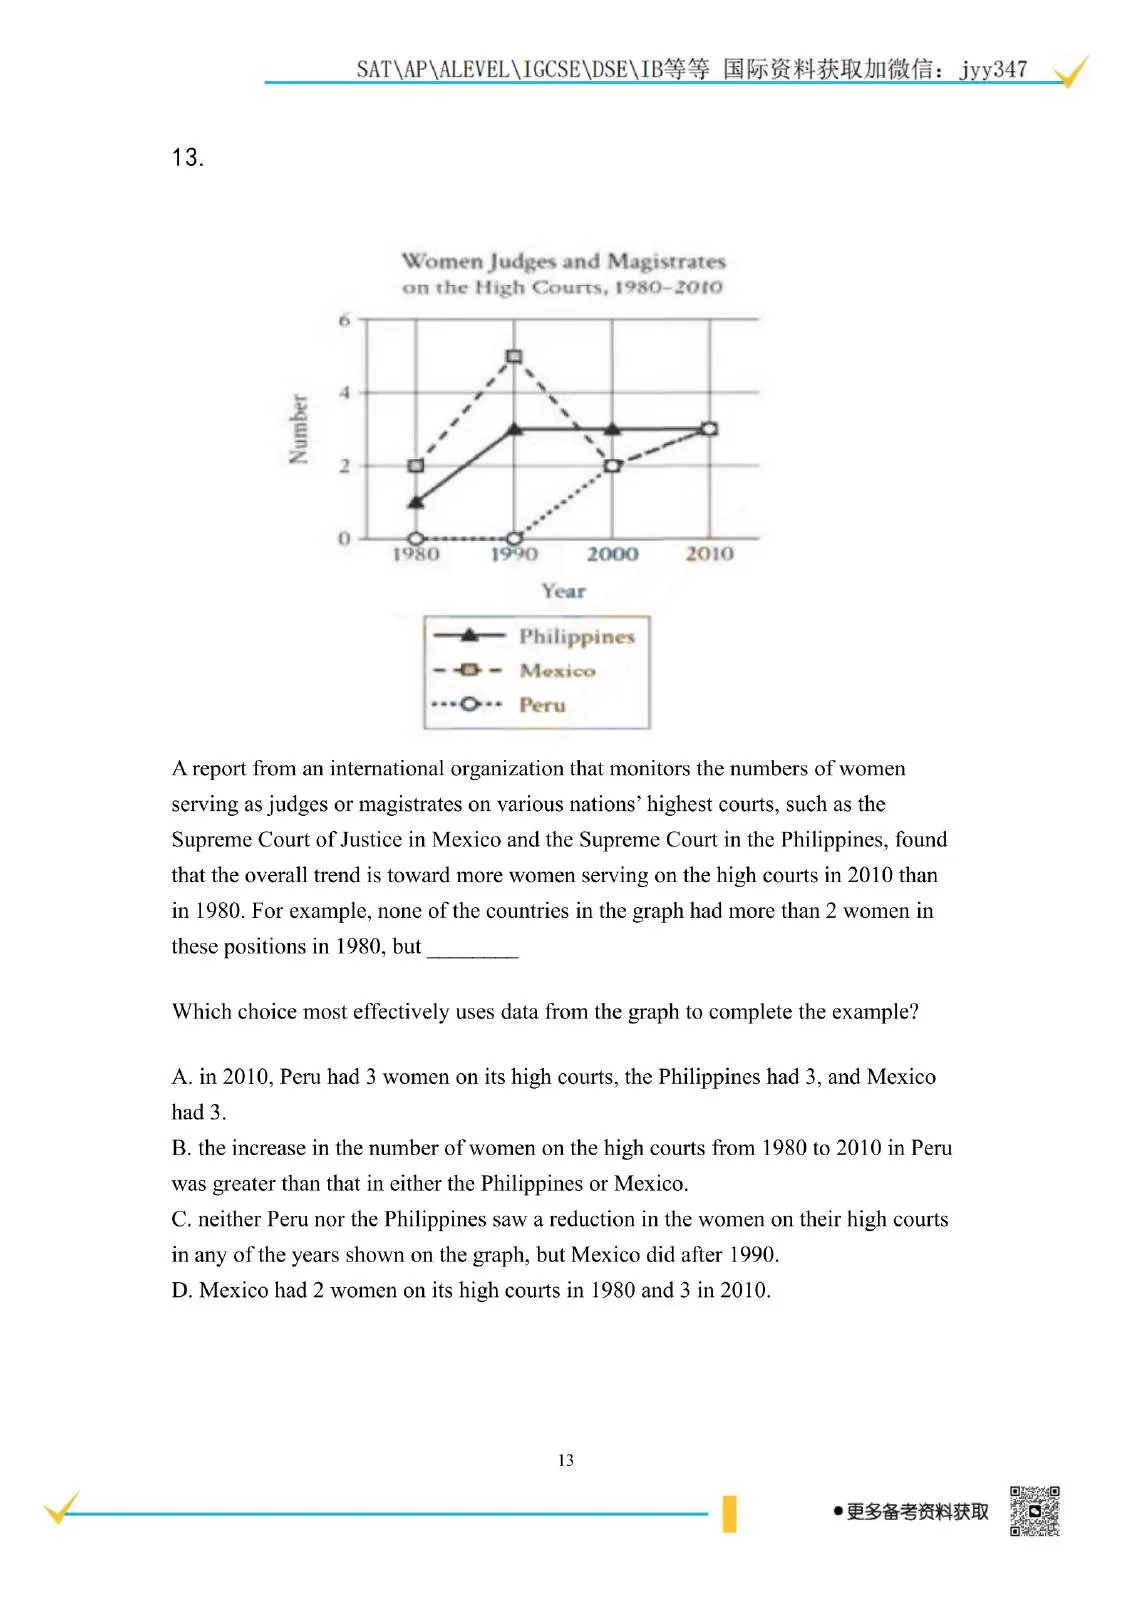 SAT\AP\ALEVEL\IGCSE\DSE\IB等等 国际资料获取加微信：jyy347
13.
Women Judges and Magistrates
on the High Courts, 1980–2010
6
4
2
0
Number
1980 1990 2000 2010
Year
Philippines
Mexico
Peru
A report from an international organization that monitors the numbers of women
serving as judges or magistrates on various nations’ highest courts, such as the
Supreme Court of Justice in Mexico and the Supreme Court in the Philippines, found
that the overall trend is toward more women serving on the high courts in 2010 than
in 1980. For example, none of the countries in the graph had more than 2 women in
these positions in 1980, but ________
Which choice most effectively uses data from the graph to complete the example?
A. in 2010, Peru had 3 women on its high courts, the Philippines had 3, and Mexico
had 3.
B. the increase in the number of women on the high courts from 1980 to 2010 in Peru
was greater than that in either the Philippines or Mexico.
C. neither Peru nor the Philippines saw a reduction in the women on their high courts
in any of the years shown on the graph, but Mexico did after 1990.
D. Mexico had 2 women on its high courts in 1980 and 3 in 2010.
13
●更多备考资料获取